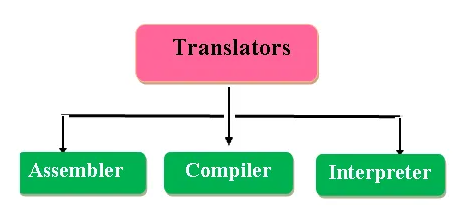 Translators
Assembler
Compiler
Interpreter